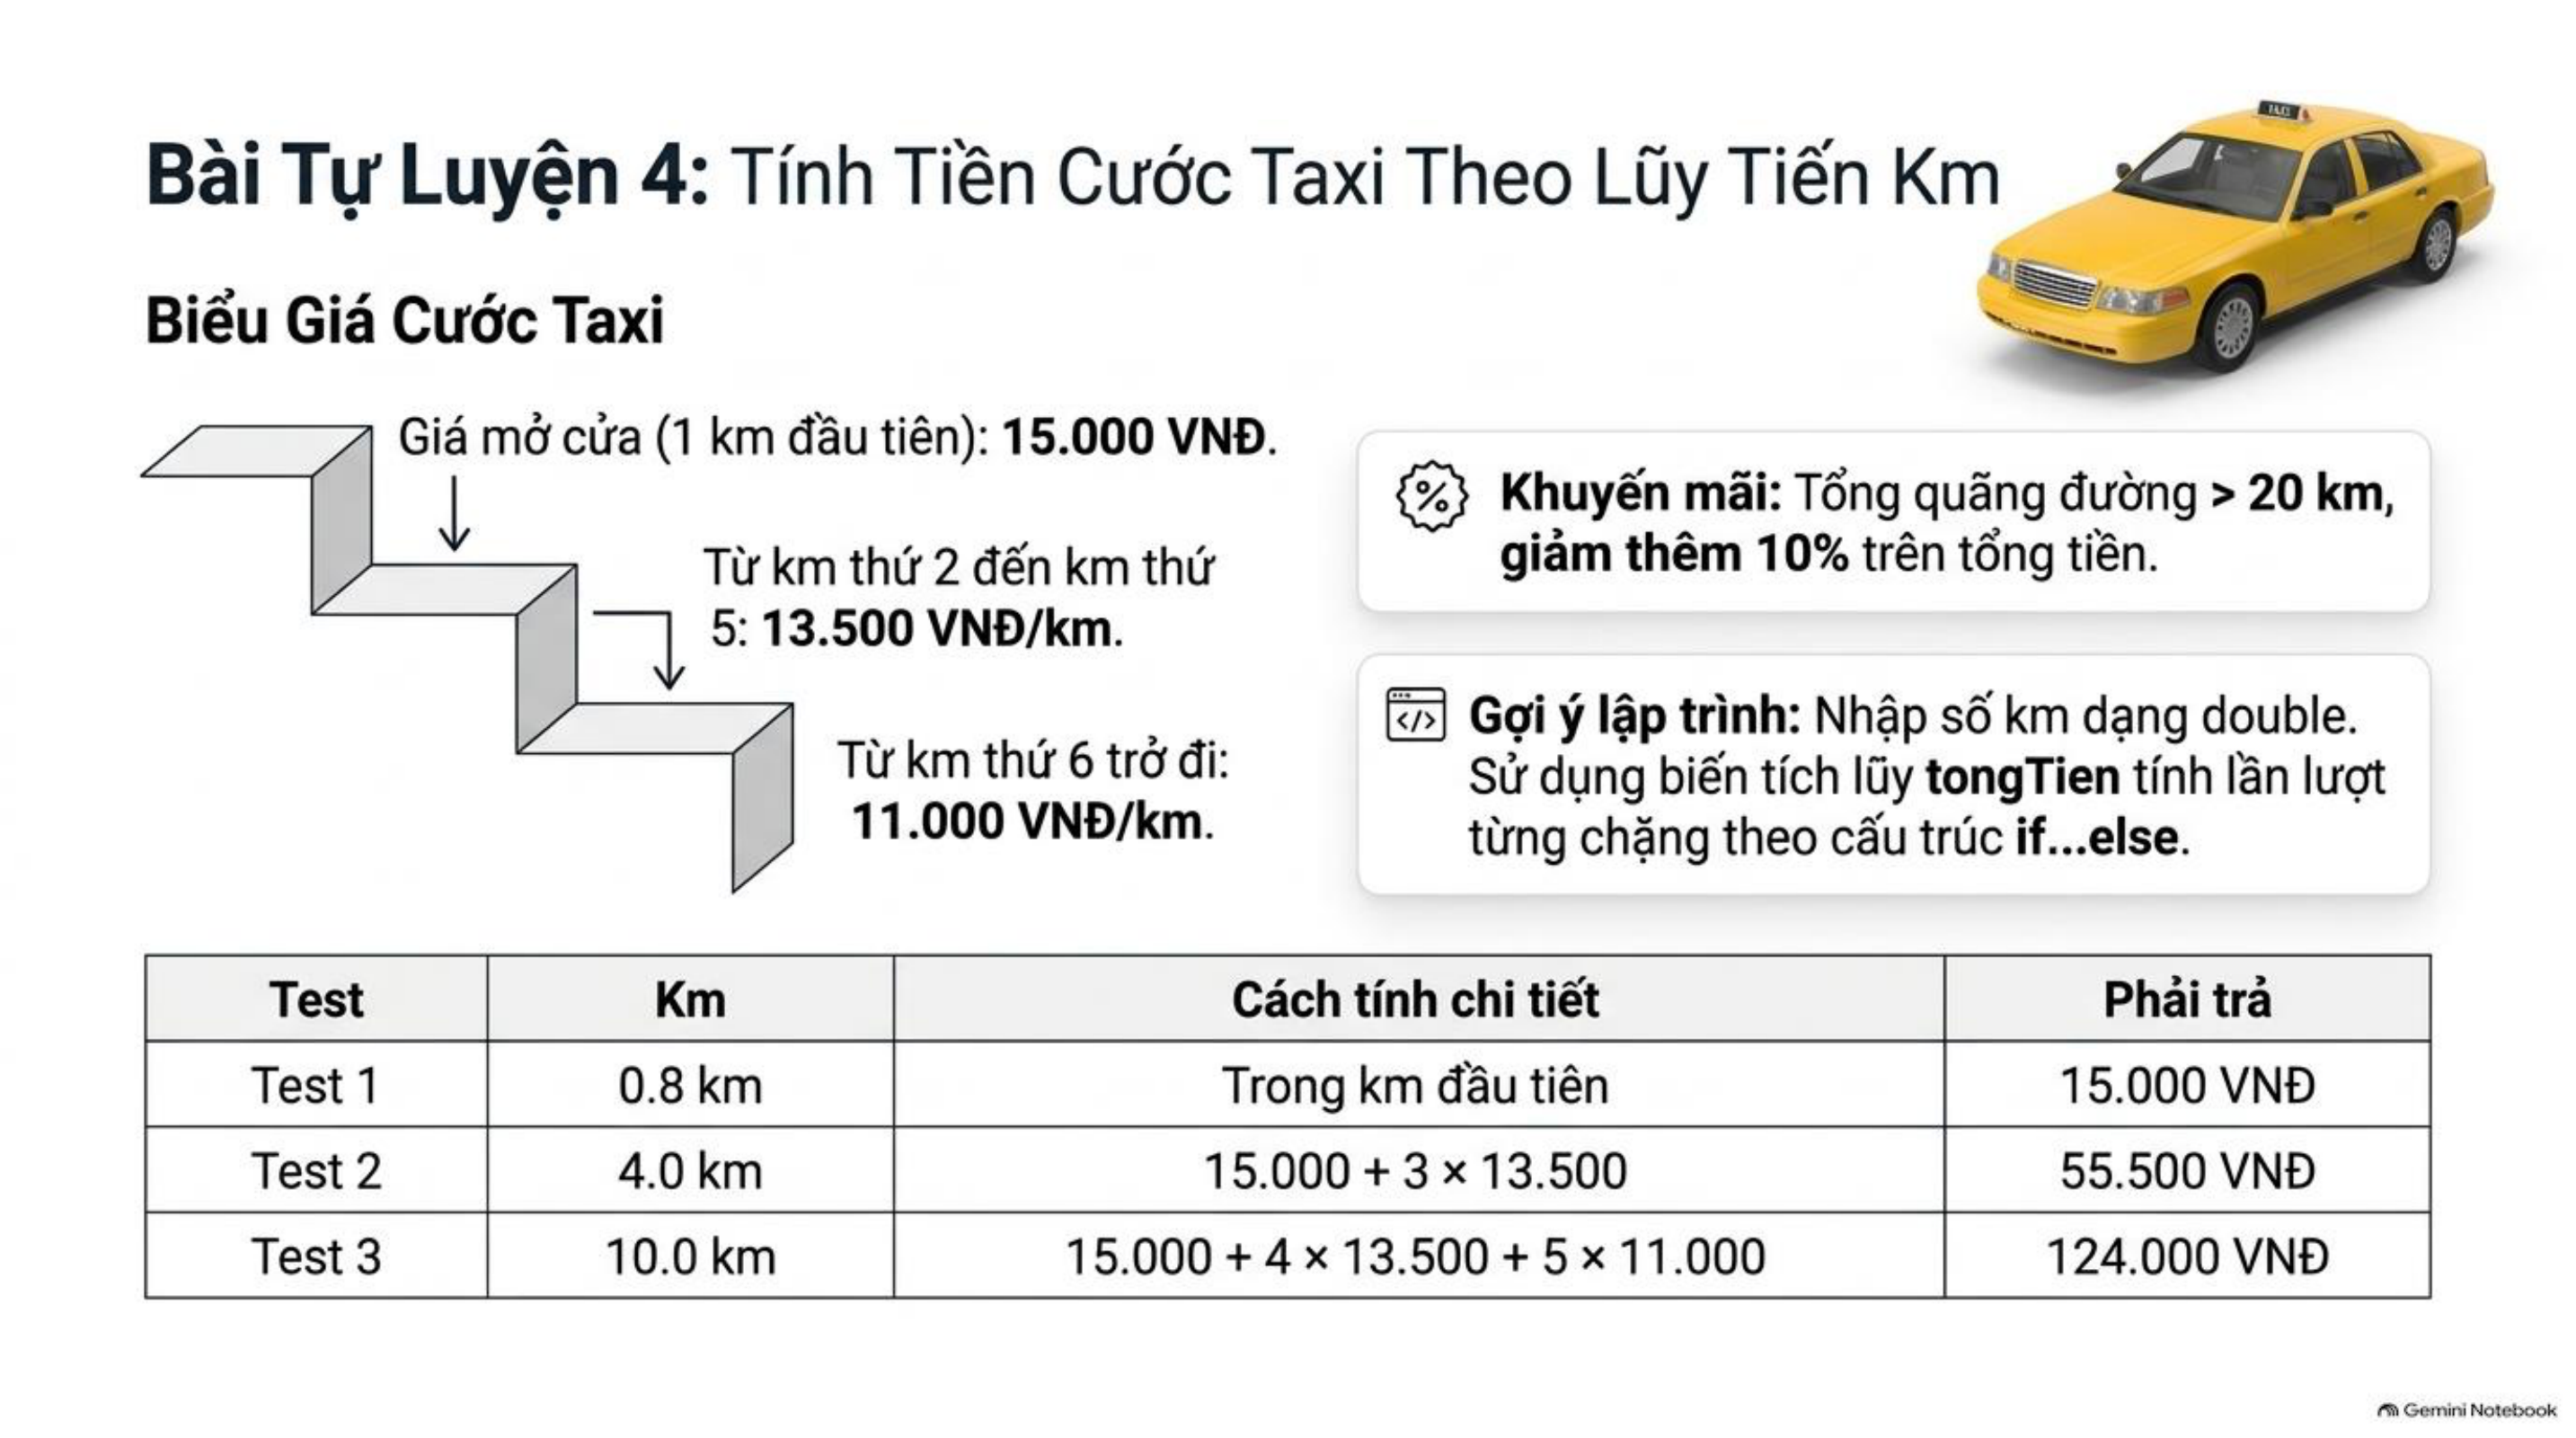 Bài Tự Luyện 4: Tính Tiền Cước Taxi Theo Lũy Tiến Km
TAXI
Biểu Giá Cước Taxi
Giá mở cửa (1 km đầu tiên): 15.000 VNĐ.
Từ km thứ 2 đến km thứ
5: 13.500 VNĐ/km.
Từ km thứ 6 trở đi:
11.000 VNĐ/km.
Khuyến mãi: Tổng quãng đường > 20 km,
giảm thêm 10% trên tổng tiền.
Gợi ý lập trình: Nhập số km dạng double.
Sử dụng biến tích lũy tongTien tính lần lượt
từng chặng theo cấu trúc if...else.
Test Km Cách tính chi tiết Phải trả
Test 1 0.8 km Trong km đầu tiên 15.000 VNĐ
Test 2 4.0 km 15.000 + 3 × 13.500 55.500 VNĐ
Test 3 10.0 km 15.000 + 4 × 13.500 + 5 × 11.000 124.000 VNĐ
Gemini Notebook